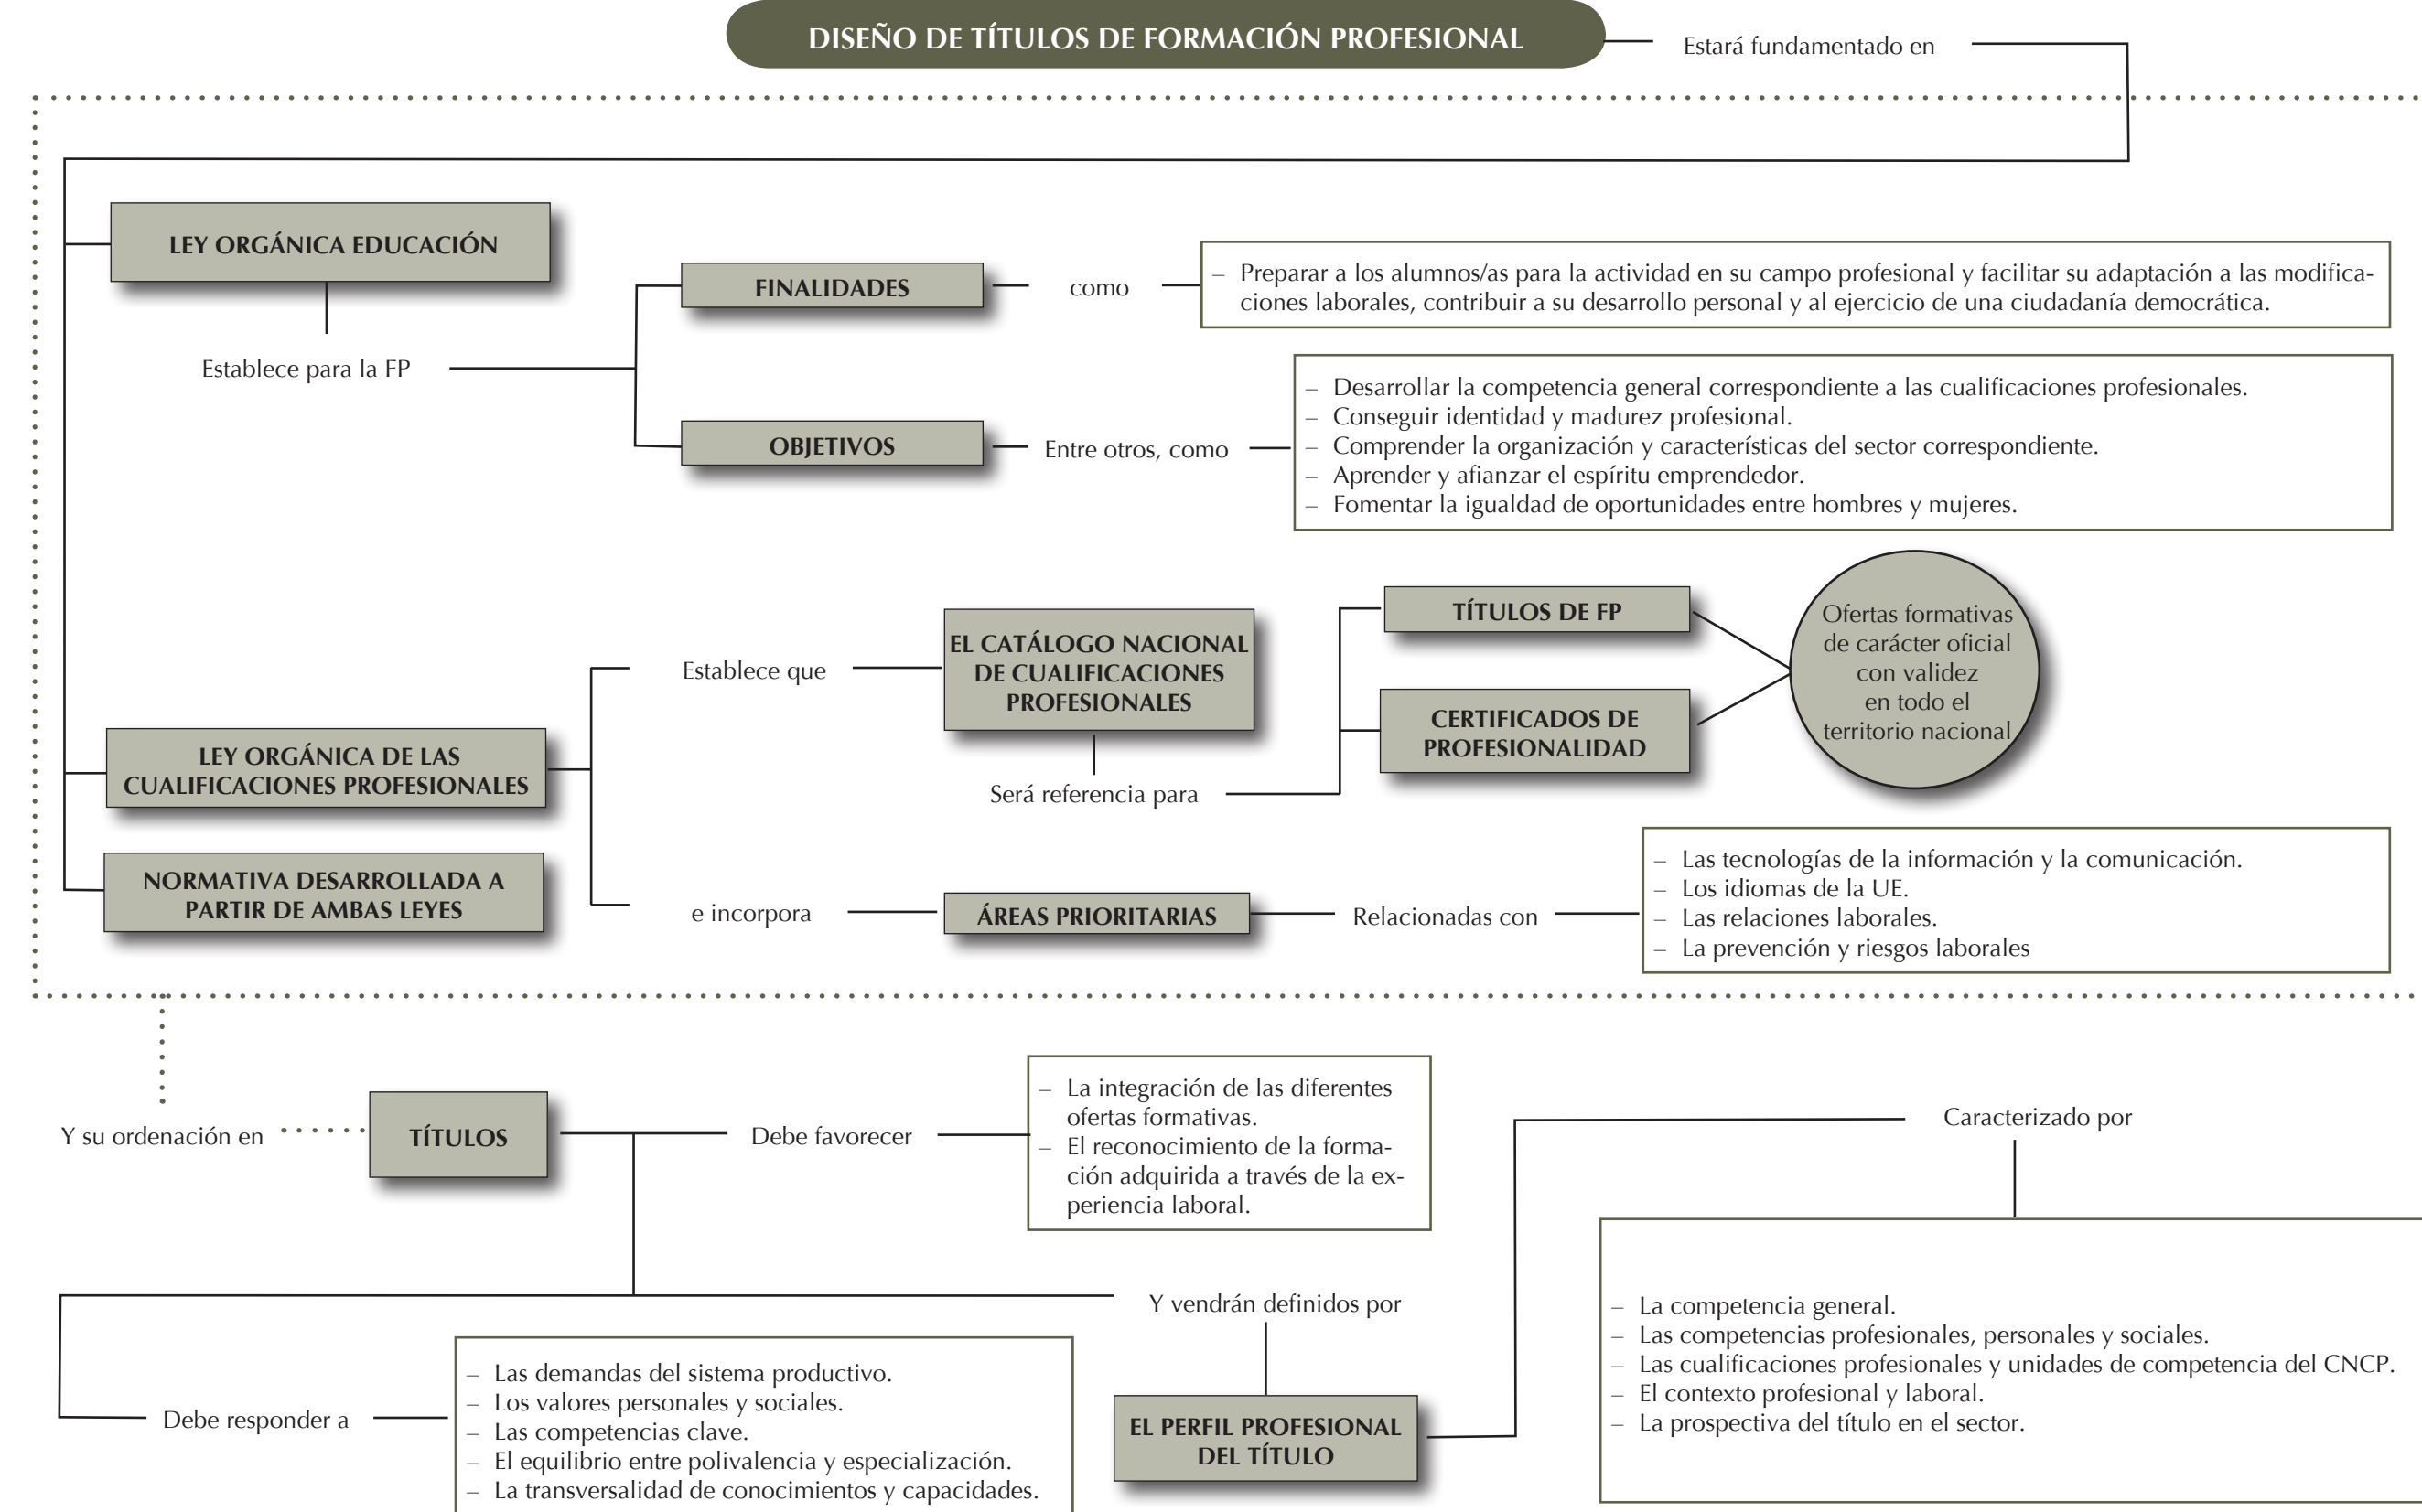 DISEÑO DE TÍTULOS DE FORMACIÓN PROFESIONAL
Estará fundamentado en
LEY ORGÁNICA EDUCACIÓN
Establece para la FP
FINALIDADES
como
– Preparar a los alumnos/as para la actividad en su campo profesional y facilitar su adaptación a las modifica-
ciones laborales, contribuir a su desarrollo personal y al ejercicio de una ciudadanía democrática.
OBJETIVOS
Entre otros, como
– Desarrollar la competencia general correspondiente a las cualificaciones profesionales.
– Conseguir identidad y madurez profesional.
– Comprender la organización y características del sector correspondiente.
– Aprender y afianzar el espíritu emprendedor.
– Fomentar la igualdad de oportunidades entre hombres y mujeres.
LEY ORGÁNICA DE LAS
CUALIFICACIONES PROFESIONALES
Establece que
EL CATÁLOGO NACIONAL
DE CUALIFICACIONES
PROFESIONALES
Será referencia para
TÍTULOS DE FP
CERTIFICADOS DE
PROFESIONALIDAD
Ofertas formativas
de carácter oficial
con validez
en todo el
territorio nacional
NORMATIVA DESARROLLADA A
PARTIR DE AMBAS LEYES
e incorpora
ÁREAS PRIORITARIAS
Relacionadas con
– Las tecnologías de la información y la comunicación.
– Los idiomas de la UE.
– Las relaciones laborales.
– La prevención y riesgos laborales
Y su ordenación en
TÍTULOS
Debe favorecer
– La integración de las diferentes
ofertas formativas.
– El reconocimiento de la forma-
ción adquirida a través de la ex-
periencia laboral.
Debe responder a
– Las demandas del sistema productivo.
– Los valores personales y sociales.
– Las competencias clave.
– El equilibrio entre polivalencia y especialización.
– La transversalidad de conocimientos y capacidades.
Y vendrán definidos por
EL PERFIL PROFESIONAL
DEL TÍTULO
Caracterizado por
– La competencia general.
– Las competencias profesionales, personales y sociales.
– Las cualificaciones profesionales y unidades de competencia del CNCP.
– El contexto profesional y laboral.
– La prospectiva del título en el sector.